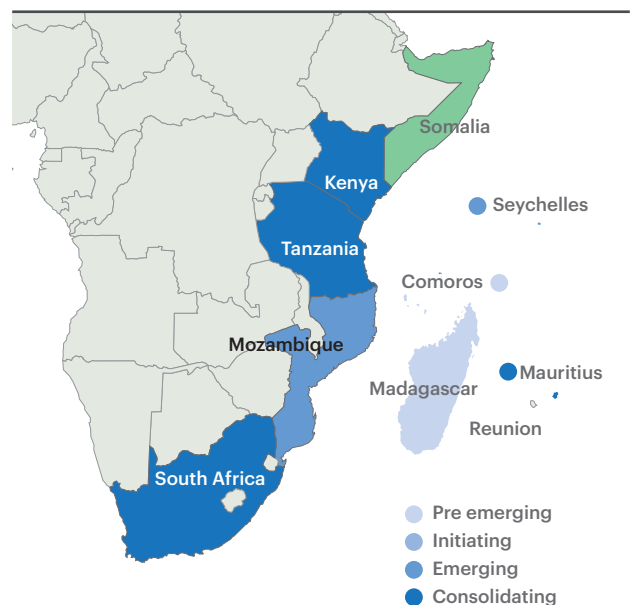 Somalia
Kenya
Seychelles
Tanzania
Comoros
Mozambique
Mauritius
Madagascar
Reunion
South Africa
Pre emerging
Initiating
Emerging
Consolidating